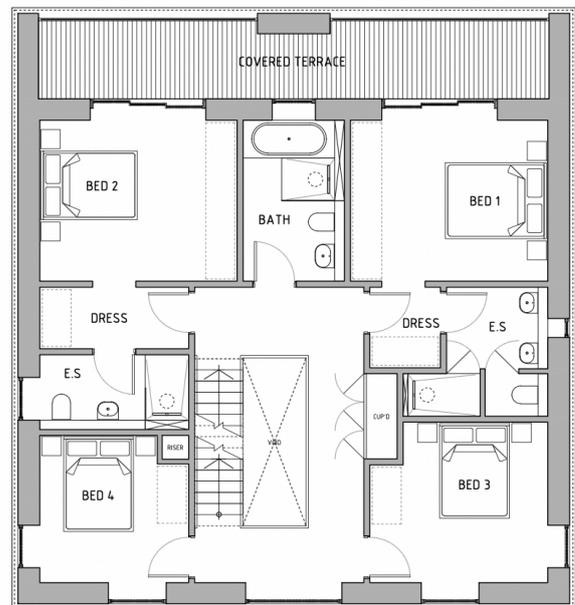 COVERED TERRACE
BED 2
BED 1
BATH
DRESS
DRESS
E.S
E.S
CUP'D
VOID
RISER
BED 4
BED 3